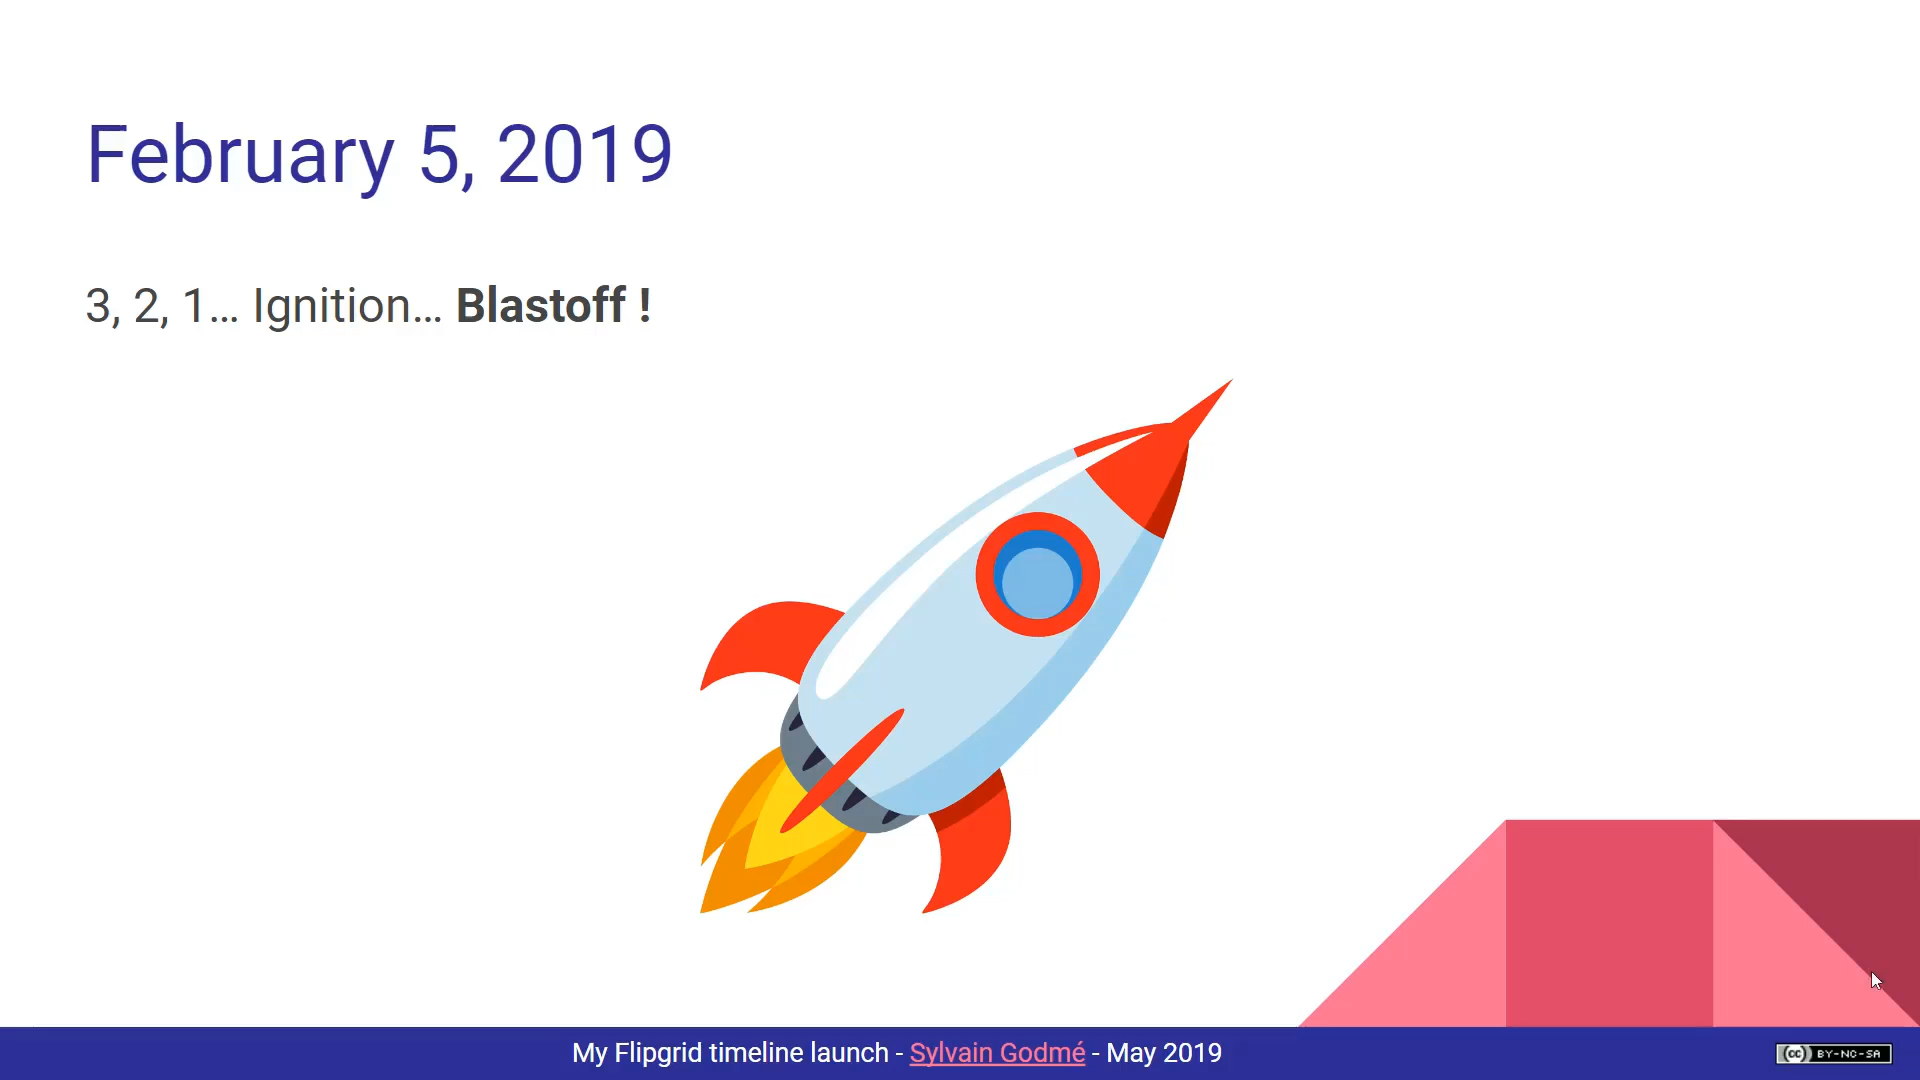 February 5, 2019
3, 2, 1… Ignition… Blastoff !
My Flipgrid timeline launch - Sylvain Godmé - May 2019
cc BY-NC-SA